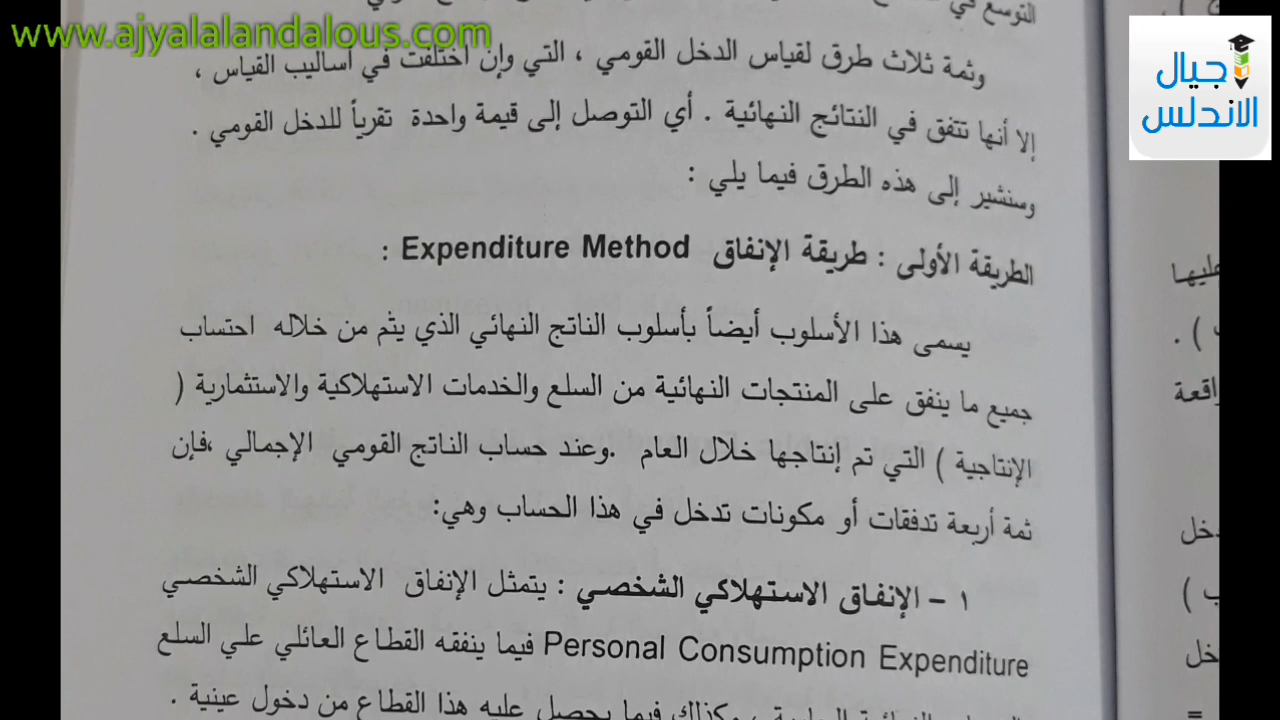 www.ajyalalandalous.com
جيال
الاندلس
التوسع في
وثمة ثلاث طرق لقياس الدخل القومي ، التي وإن اختلفت في أساليب القياس ،
إلا أنها تتفق في النتائج النهائية . أي التوصل إلى قيمة واحدة تقرياً للدخل القومي .
وسنشير إلى هذه الطرق فيما يلي :
الطريقة الأولى : طريقة الإنفاق Expenditure Method :
يسمى هذا الأسلوب أيضاً بأسلوب الناتج النهائي الذي يتم من خلاله احتساب
جميع ما ينفق على المنتجات النهائية من السلع والخدمات الاستهلاكية والاستثمارية (
الإنتاجية ) التي تم إنتاجها خلال العام .وعند حساب الناتج القومي الإجمالي ،فإن
ثمة أربعة تدفقات أو مكونات تدخل في هذا الحساب وهي:
١ – الإنفاق الاستهلاكي الشخصي : يتمثل الإنفاق الاستهلاكي الشخصي
Personal Consumption Expenditure فيما ينفقه القطاع العائلي علي السلع
وكذلك فيما يحصل عليه هذا القطاع من دخول عينية .